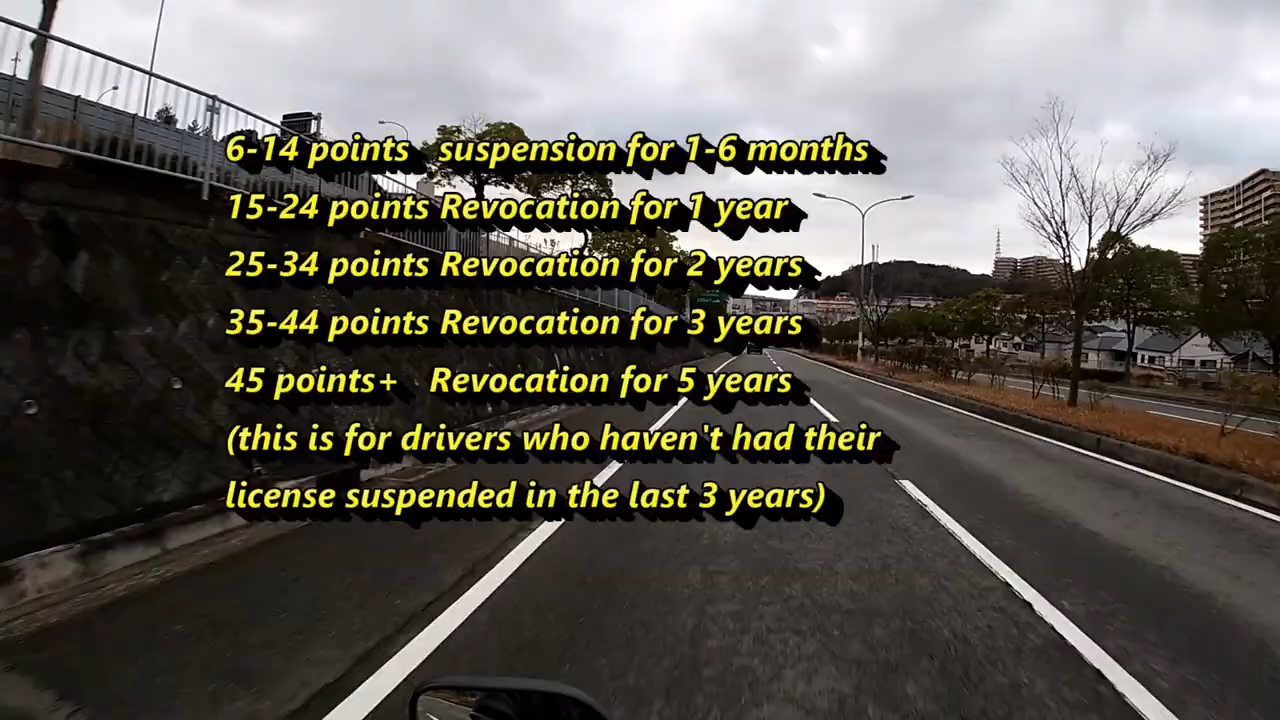 6-14 points suspension for 1-6 months
15-24 points Revocation for 1 year
25-34 points Revocation for 2 years
35-44 points Revocation for 3 years
45 points+ Revocation for 5 years
(this is for drivers who haven't had their
license suspended in the last 3 years)